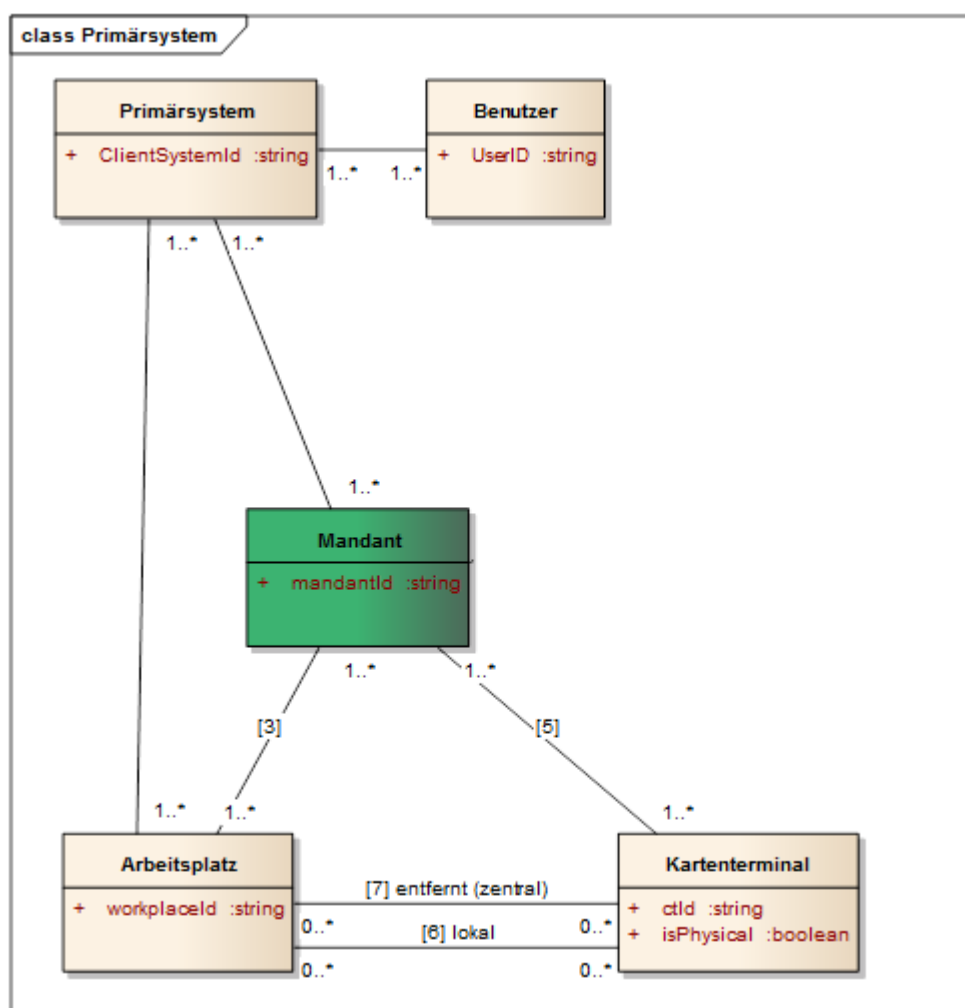 class Primärsystem
Primärsystem
+ ClientSystemId :string
Benutzer
+ UserID :string
1..*
1..*
1..*
1..*
1..*
Mandant
+ mandantId :string
1..*
1..*
[3]
[5]
1..*
1..*
1..*
Arbeitsplatz
+ workplaceId :string
[7] entfernt (zentral)
0..*
0..*
[6] lokal
0..*
0..*
Kartenterminal
+ ctId :string
+ isPhysical :boolean